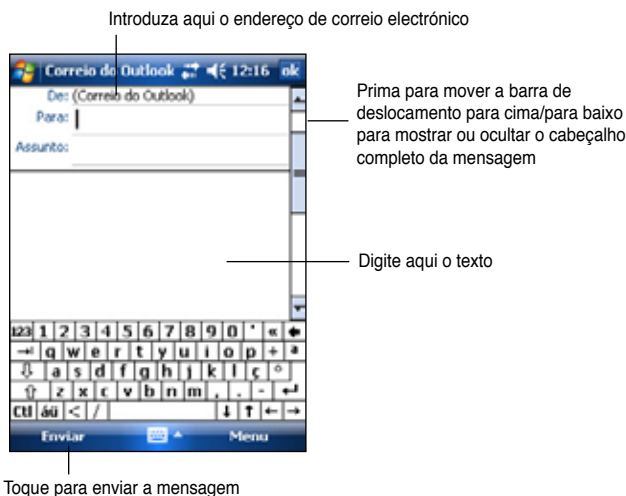 Introduza aqui o endereço de correio electrónico
Correio do Outlook 12:16 ok
De: (Correio do Outlook)
Para:
Assunto:
Prima para mover a barra de
deslocamento para cima/para baixo
para mostrar ou ocultar o cabeçalho
completo da mensagem
Digite aqui o texto
123 1 2 3 4 5 6 7 8 9 0 ' «
q w e r t y u i o p + ª
a s d f g h j k l ç º
z x c v b n m , . -
Ctl áü < /
Enviar Menu
Toque para enviar a mensagem